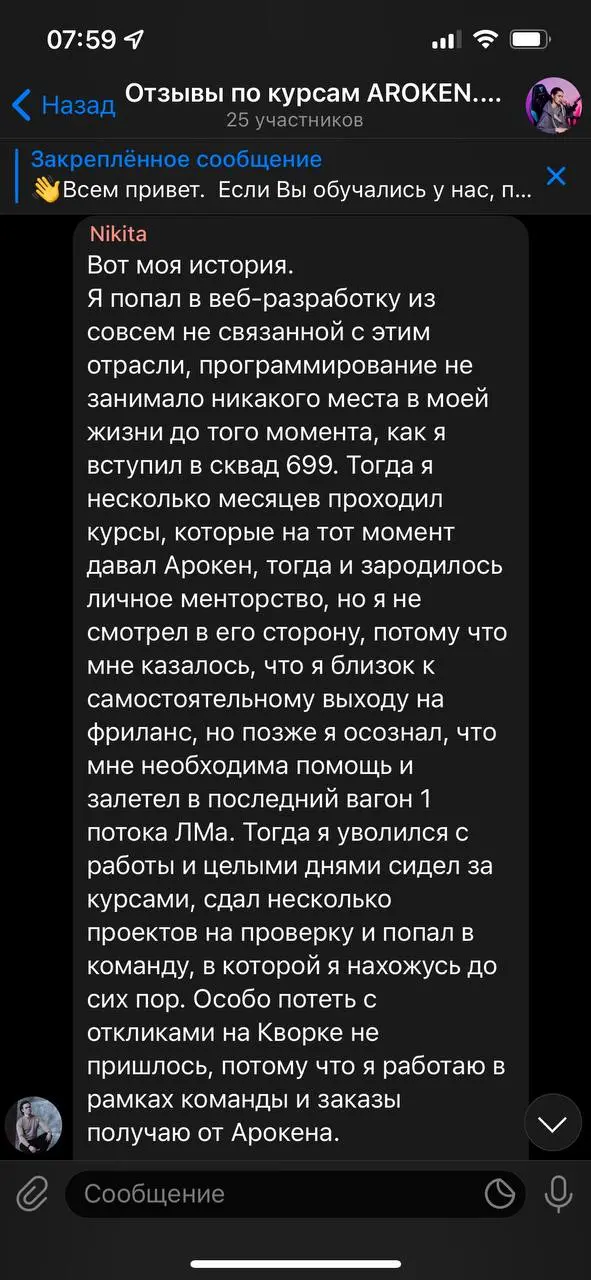 07:59
Назад
Отзывы по курсам AROKEN....
25 участников
Закреплённое сообщение
👋Всем привет.  Если Вы обучались у нас, п...
Nikita
Вот моя история.
Я попал в веб-разработку из
совсем не связанной с этим
отрасли, программирование не
занимало никакого места в моей
жизни до того момента, как я
вступил в сквад 699. Тогда я
несколько месяцев проходил
курсы, которые на тот момент
давал Арокен, тогда и зародилось
личное менторство, но я не
смотрел в его сторону, потому что
мне казалось, что я близок к
самостоятельному выходу на
фриланс, но позже я осознал, что
мне необходима помощь и
залетел в последний вагон 1
потока ЛМа. Тогда я уволился с
работы и целыми днями сидел за
курсами, сдал несколько
проектов на проверку и попал в
команду, в которой я нахожусь до
сих пор. Особо потеть с
откликами на Кворке не
пришлось, потому что я работаю в
рамках команды и заказы
получаю от Арокена.
Сообщение